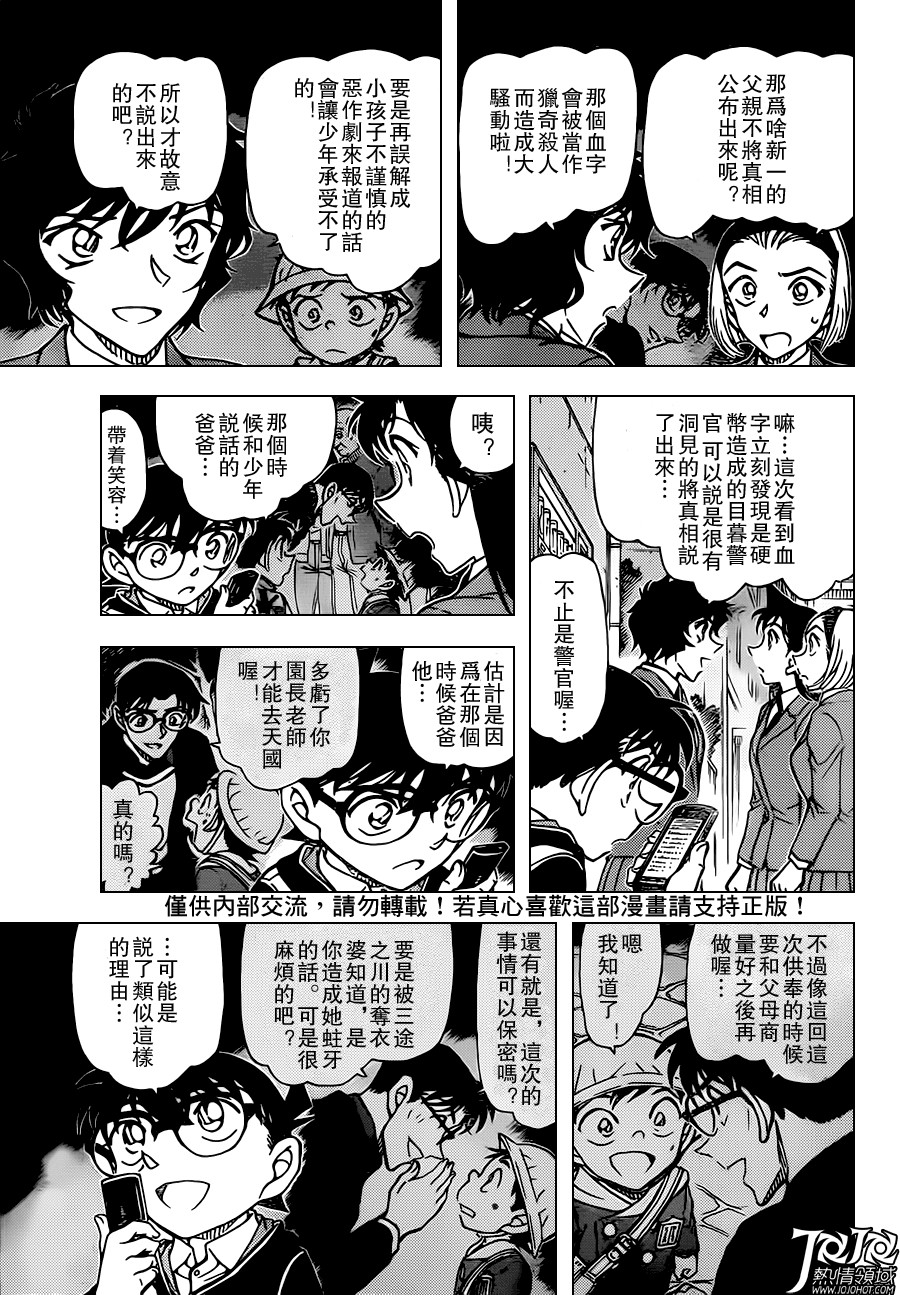 那爲啥新一的
父親不將真相
公布出來呢？
那個血字
會被當作
獵奇殺人
而造成大
騷動啦！
要是再誤解成
小孩子不謹慎的
惡作劇來報道的話
會讓少年承受不了
的！
所以才故意
不說出來
的吧？
嘛…這次看到血
字立刻發現是硬
幣造成的目暮警
官 可以說是很有
洞見的將真相說
了出來…
不止是警官喔…
咦？
那個時
候和少年
説話的
爸爸…
帶着笑容…
估計是因
爲在那個
時候爸爸
他…
多虧了你
園長老師
才能去天國
喔！
真的嗎？
僅供內部交流，請勿轉載！若真心喜歡這部漫畫請支持正版！
不過像這回這
次供奉的時候
要和父母商
量好之後再
做喔…
嗯
我知道了！
還有就是，這次的
事情可以保密嗎？
要是被三途
之川的奪衣
婆知道，是
你造成她蛀牙
的話。可是很
麻煩的吧？
…可能是
說了類似這樣
的理由…
JOJO
熱情領域
WWW.JOJOHOT.COM